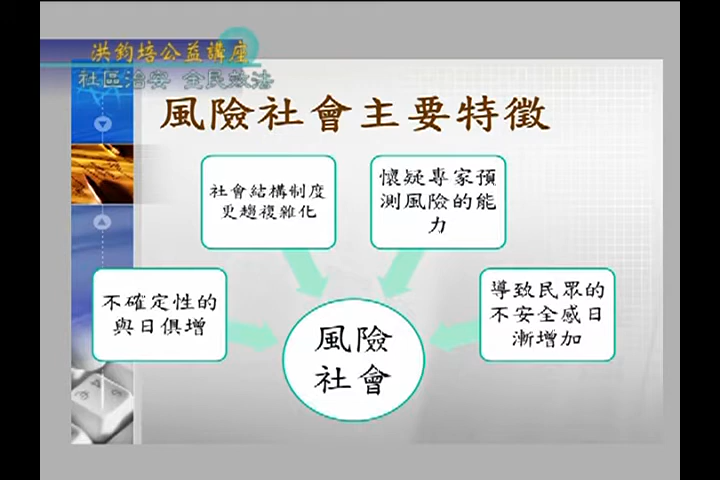 洪鈞培公益講座
社區治安 全民效法
風險社會主要特徵
社會結構制度
更趨複雜化
懷疑專家預
測風險的能
力
不確定性的
與日俱增
導致民眾的
不安全感日
漸增加
風險
社會